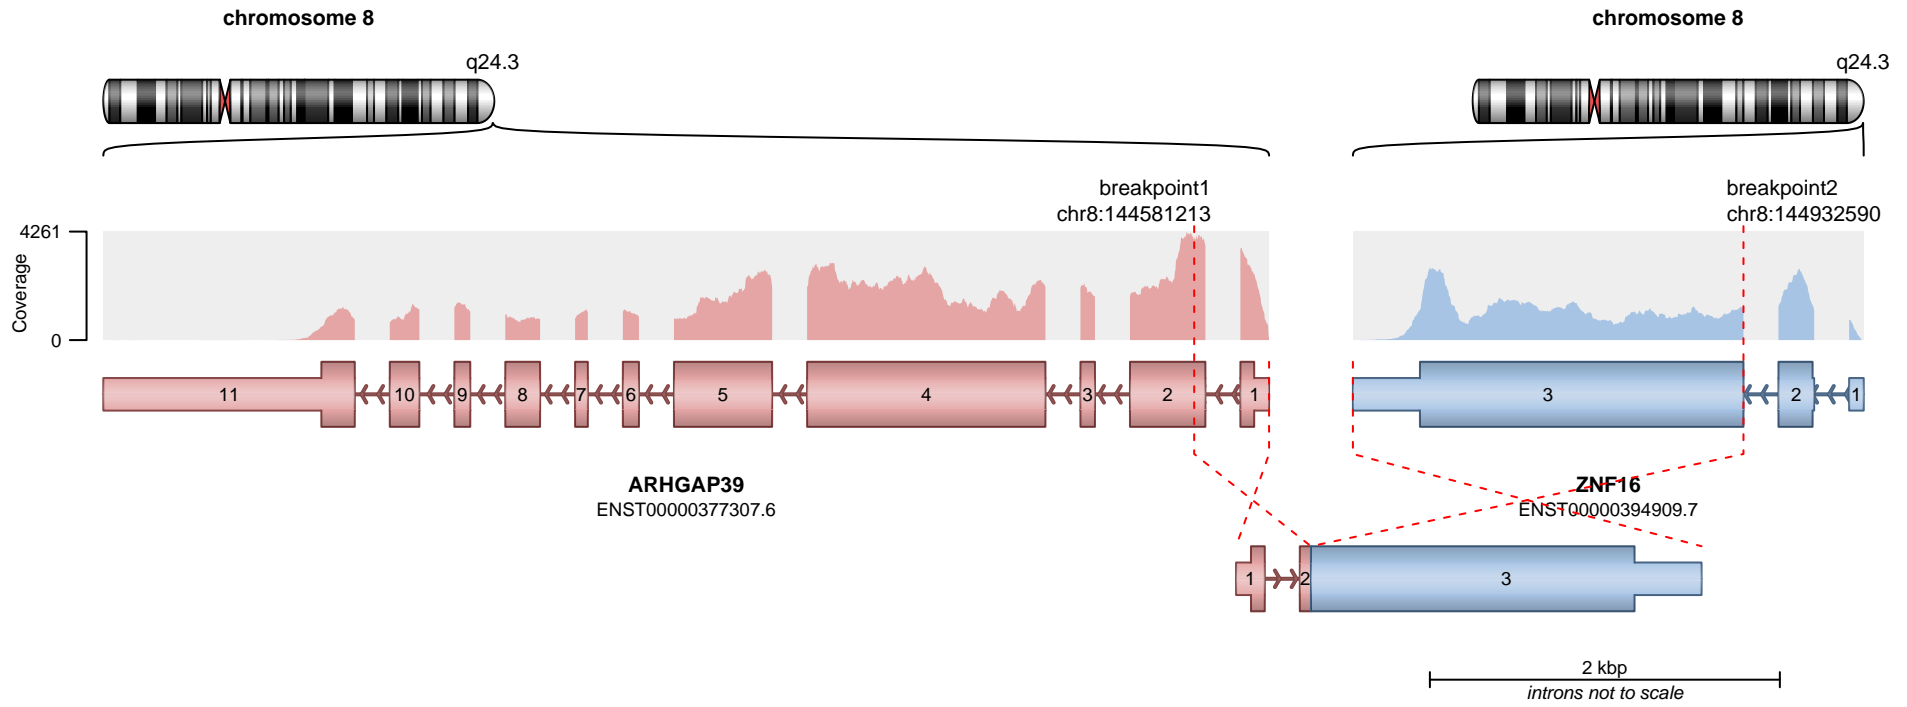 chromosome 8
chromosome 8
q24.3
q24.3
breakpoint1
chr8:144581213
breakpoint2
chr8:144932590
4261
Coverage
0
11 10 9 8 7 6 5 4 3 2 1
3 2 1
ARHGAP39
ENST00000377307.6
ZNF16
ENST00000394909.7
1 2 3
2 kbp
introns not to scale